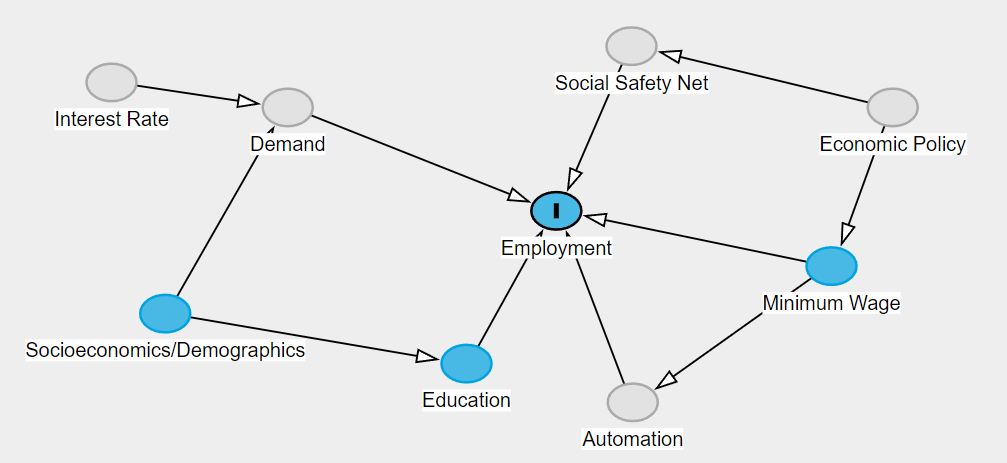 Social Safety Net
Interest Rate
Demand
Economic Policy
I
Employment
Minimum Wage
Socioeconomics/Demographics
Education
Automation